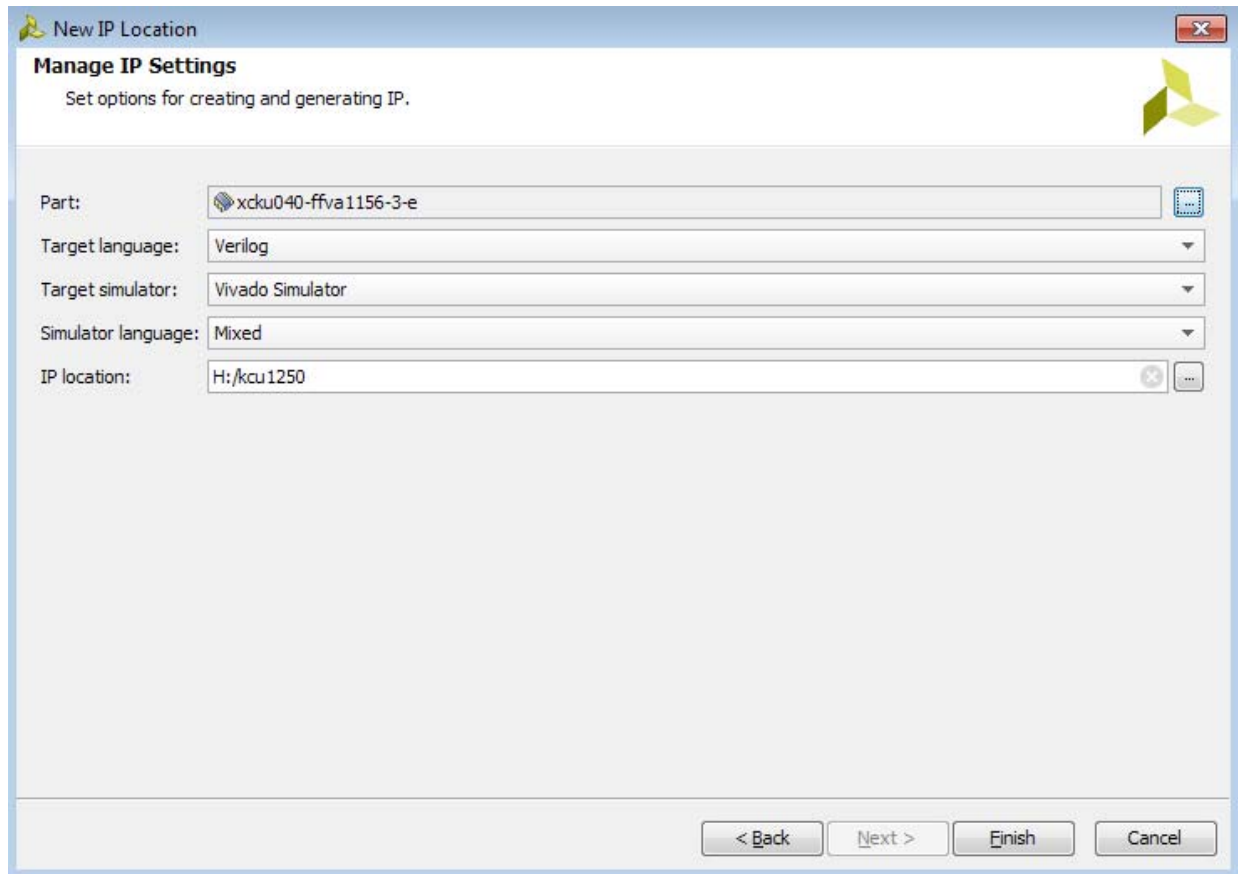 New IP Location
Manage IP Settings
Set options for creating and generating IP.
Part: xcku040-ffva1156-3-e ...
Target language: Verilog
Target simulator: Vivado Simulator
Simulator language: Mixed
IP location: H:/kcu1250 ...
< Back Next > Finish Cancel